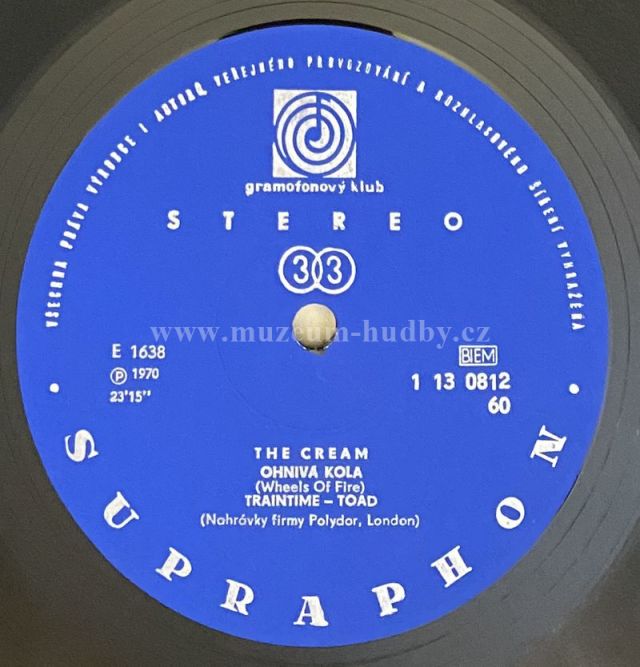 VŠECHNA PRÁVA VÝROBCE I AUTORŮ VEŘEJNÉHO PROVOZOVÁNÍ A ROZHLASOVÉHO ŠÍŘENÍ VYHRAZENA
gramofonový klub
STEREO
33
www.muzeum-hudby.cz
E 1638
BIEM
Ⓟ 1970
1 13 0812
23'15"
60
THE CREAM
OHNIVÁ KOLA
(Wheels Of Fire)
TRAINTIME – TOAD
(Nahrávky firmy Polydor, London)
• SUPRAPHON •